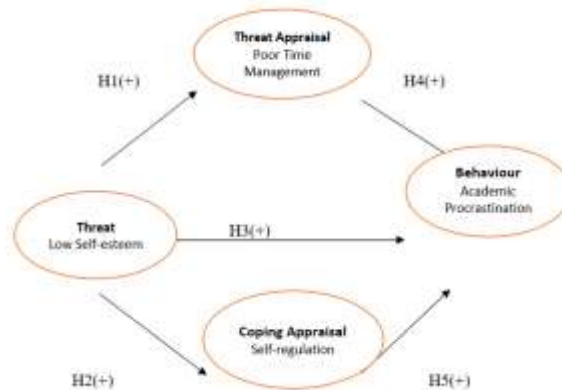 Threat Appraisal
Poor Time
Management
H1(+)
H4(+)
Behaviour
Academic
Procrastination
Threat
Low Self-esteem
H3(+)
Coping Appraisal
Self-regulation
H2(+)
H5(+)